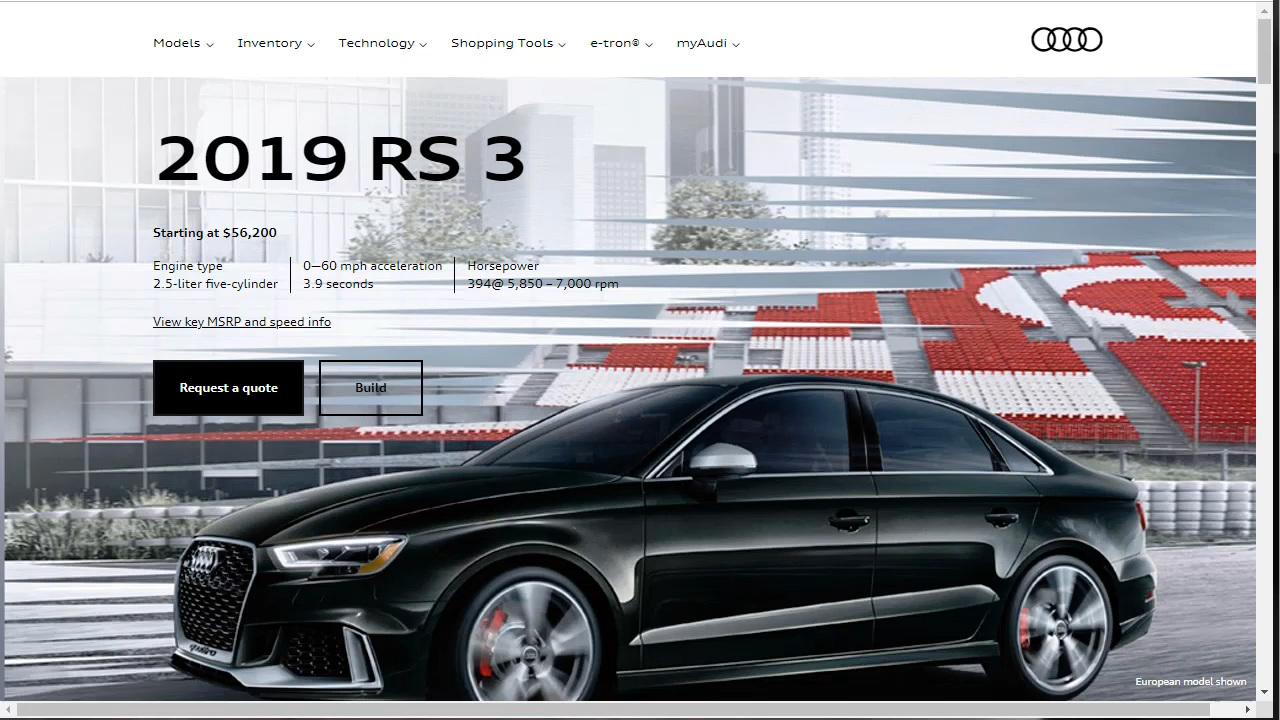 Models Inventory Technology Shopping Tools e-tron® myAudi
2019 RS 3
Starting at $56,200
Engine type 0—60 mph acceleration Horsepower
2.5-liter five-cylinder 3.9 seconds 394@ 5,850 – 7,000 rpm
View key MSRP and speed info
Request a quote Build
quattro
European model shown